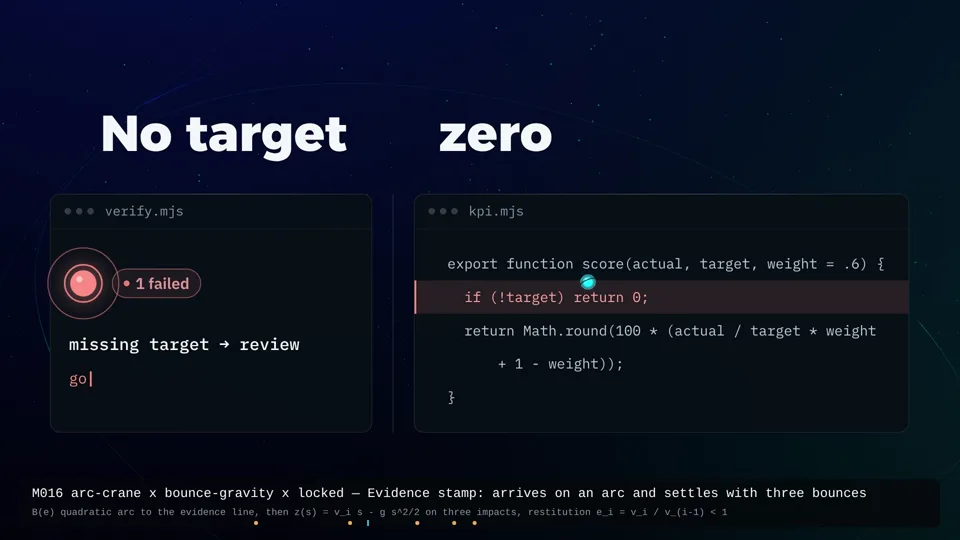 No target zero
verify.mjs
1 failed
missing target → review
go
kpi.mjs
export function score(actual, target, weight = .6) {
if (!target) return 0;
return Math.round(100 * (actual / target * weight
+ 1 - weight));
}
M016 arc-crane x bounce-gravity x locked — Evidence stamp: arrives on an arc and settles with three bounces
B(e) quadratic arc to the evidence line, then z(s) = v_i s - g s^2/2 on three impacts, restitution e_i = v_i / v_(i-1) < 1